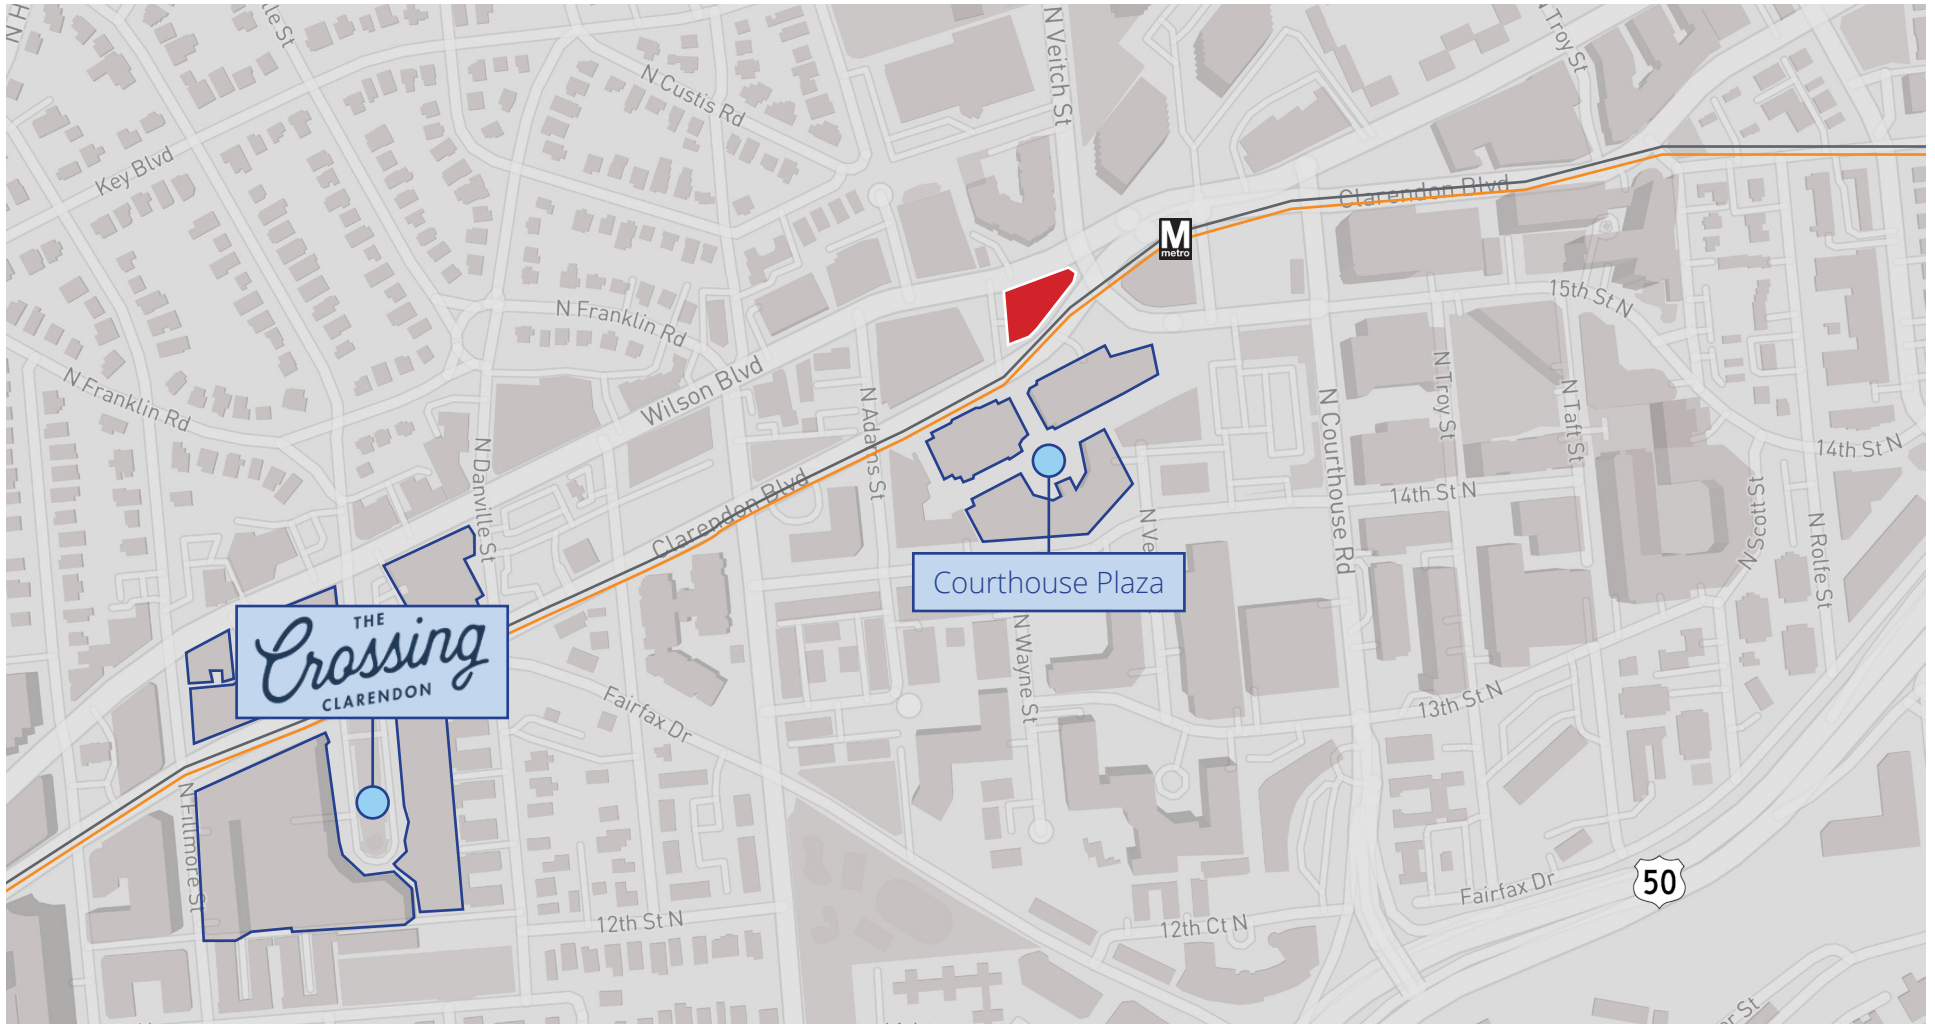 N Veitch St
N Troy St
N Custis Rd
Key Blvd
Clarendon Blvd
M
metro
15th St N
N Franklin Rd
N Franklin Rd
Wilson Blvd
N Adams St
N Courthouse Rd
N Troy St
N Taft St
14th St N
N Danville St
Clarendon Blvd
14th St N
N Scott St
N Rolfe St
N Ve
Courthouse Plaza
THE
Crossing
CLARENDON
N Wayne St
Fairfax Dr
13th St N
N Fillmore St
50
Fairfax Dr
12th St N
12th Ct N